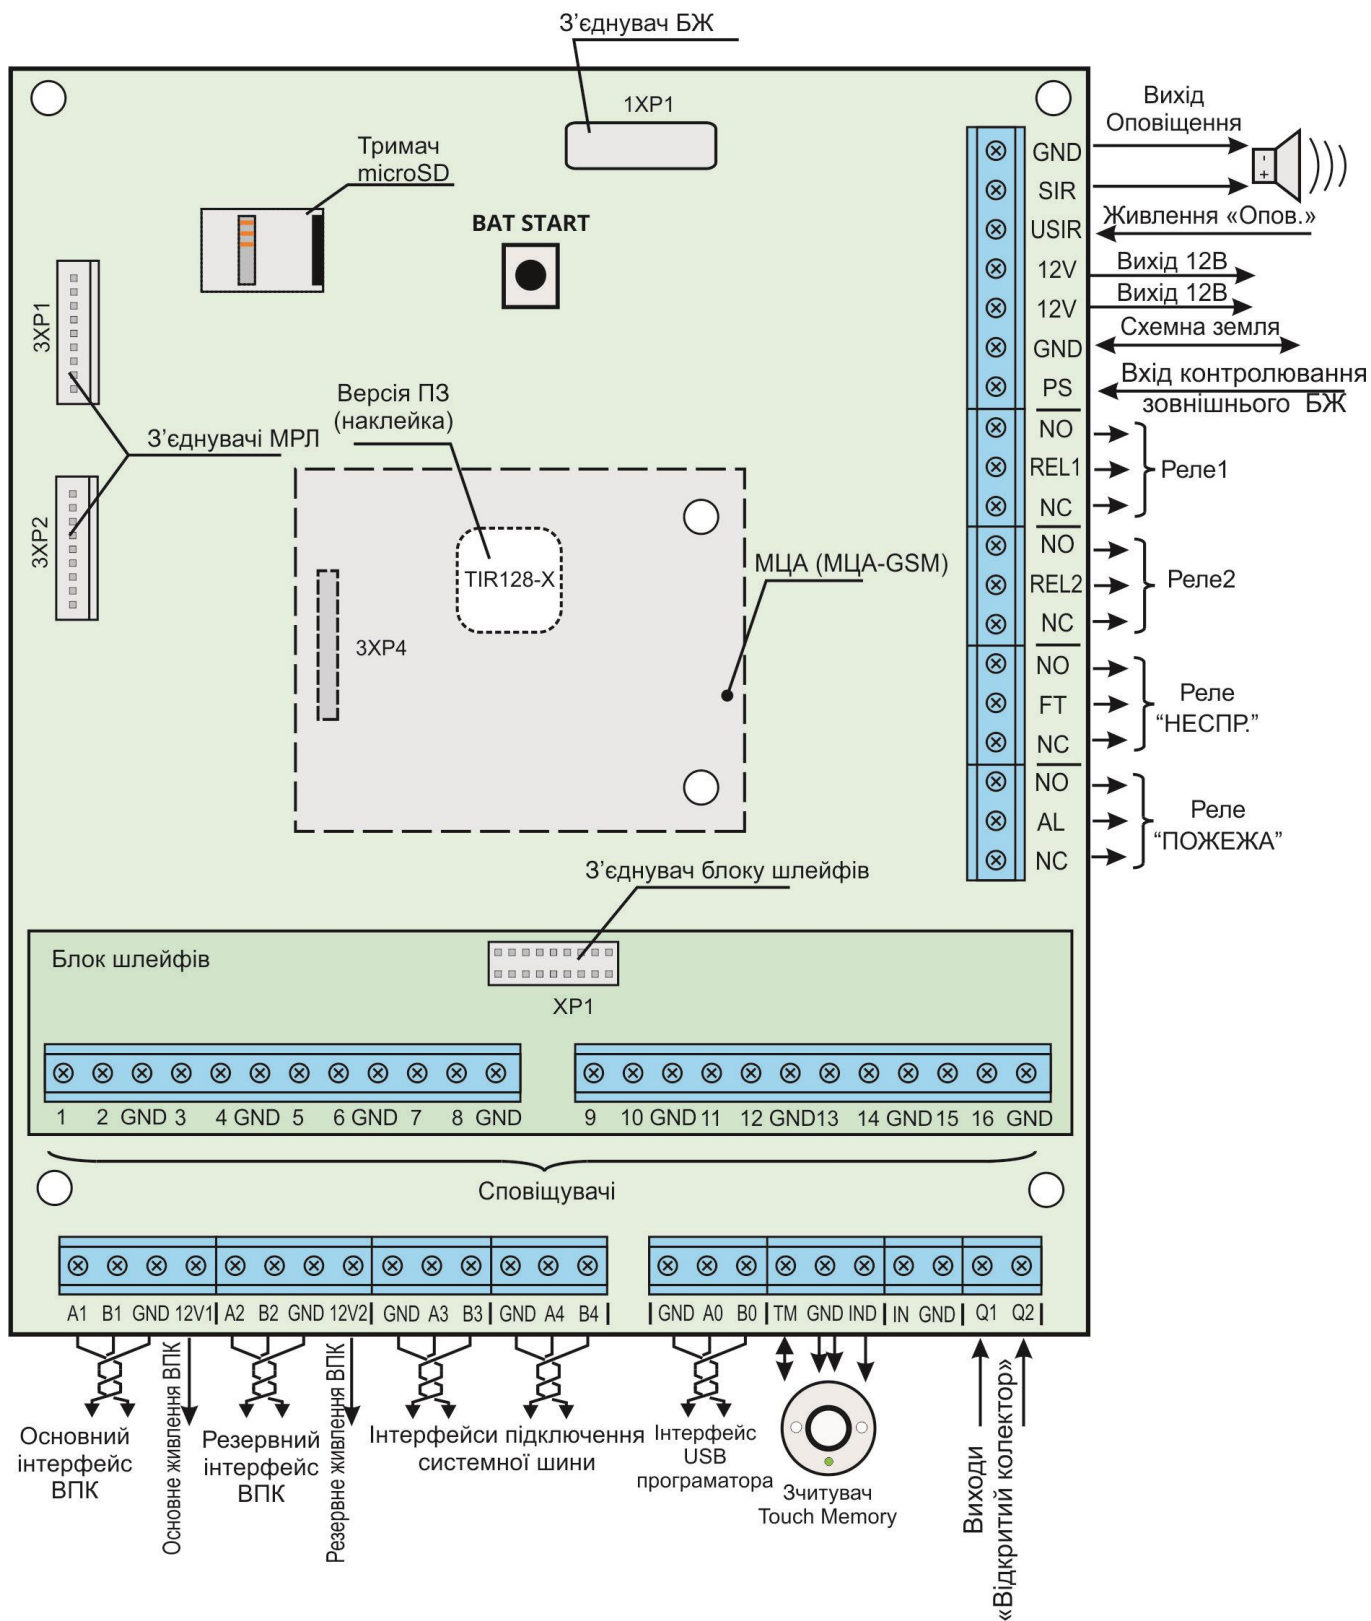 З’єднувач БЖ
1XP1
Тримач
microSD
BAT START
3XP1
Версія ПЗ
(наклейка)
З’єднувачі МРЛ
3XP2
TIR128-X
МЦА (МЦА-GSM)
3XP4
GND
SIR
USIR
12V
12V
GND
PS
NO
REL1
NC
NO
REL2
NC
NO
FT
NC
NO
AL
NC
Вихід
Оповіщення
- +
Живлення «Опов.»
Вихід 12В
Вихід 12В
Схемна земля
Вхід контролювання
зовнішнього БЖ
Реле1
Реле2
Реле
“НЕСПР.”
Реле
“ПОЖЕЖА”
З’єднувач блоку шлейфів
Блок шлейфів
XP1
1 2 GND 3 4 GND 5 6 GND 7 8 GND
9 10 GND 11 12 GND 13 14 GND 15 16 GND
Сповіщувачі
A1 B1 GND 12V1 A2 B2 GND 12V2 GND A3 B3 GND A4 B4
GND A0 B0 TM GND IND IN GND Q1 Q2
Основний
інтерфейс
ВПК
Основне живлення ВПК
Резервний
інтерфейс
ВПК
Резервне живлення ВПК
Інтерфейси підключення
системної шини
Інтерфейс
USB
програматора
Зчитувач
Touch Memory
Виходи
«Відкритий колектор»